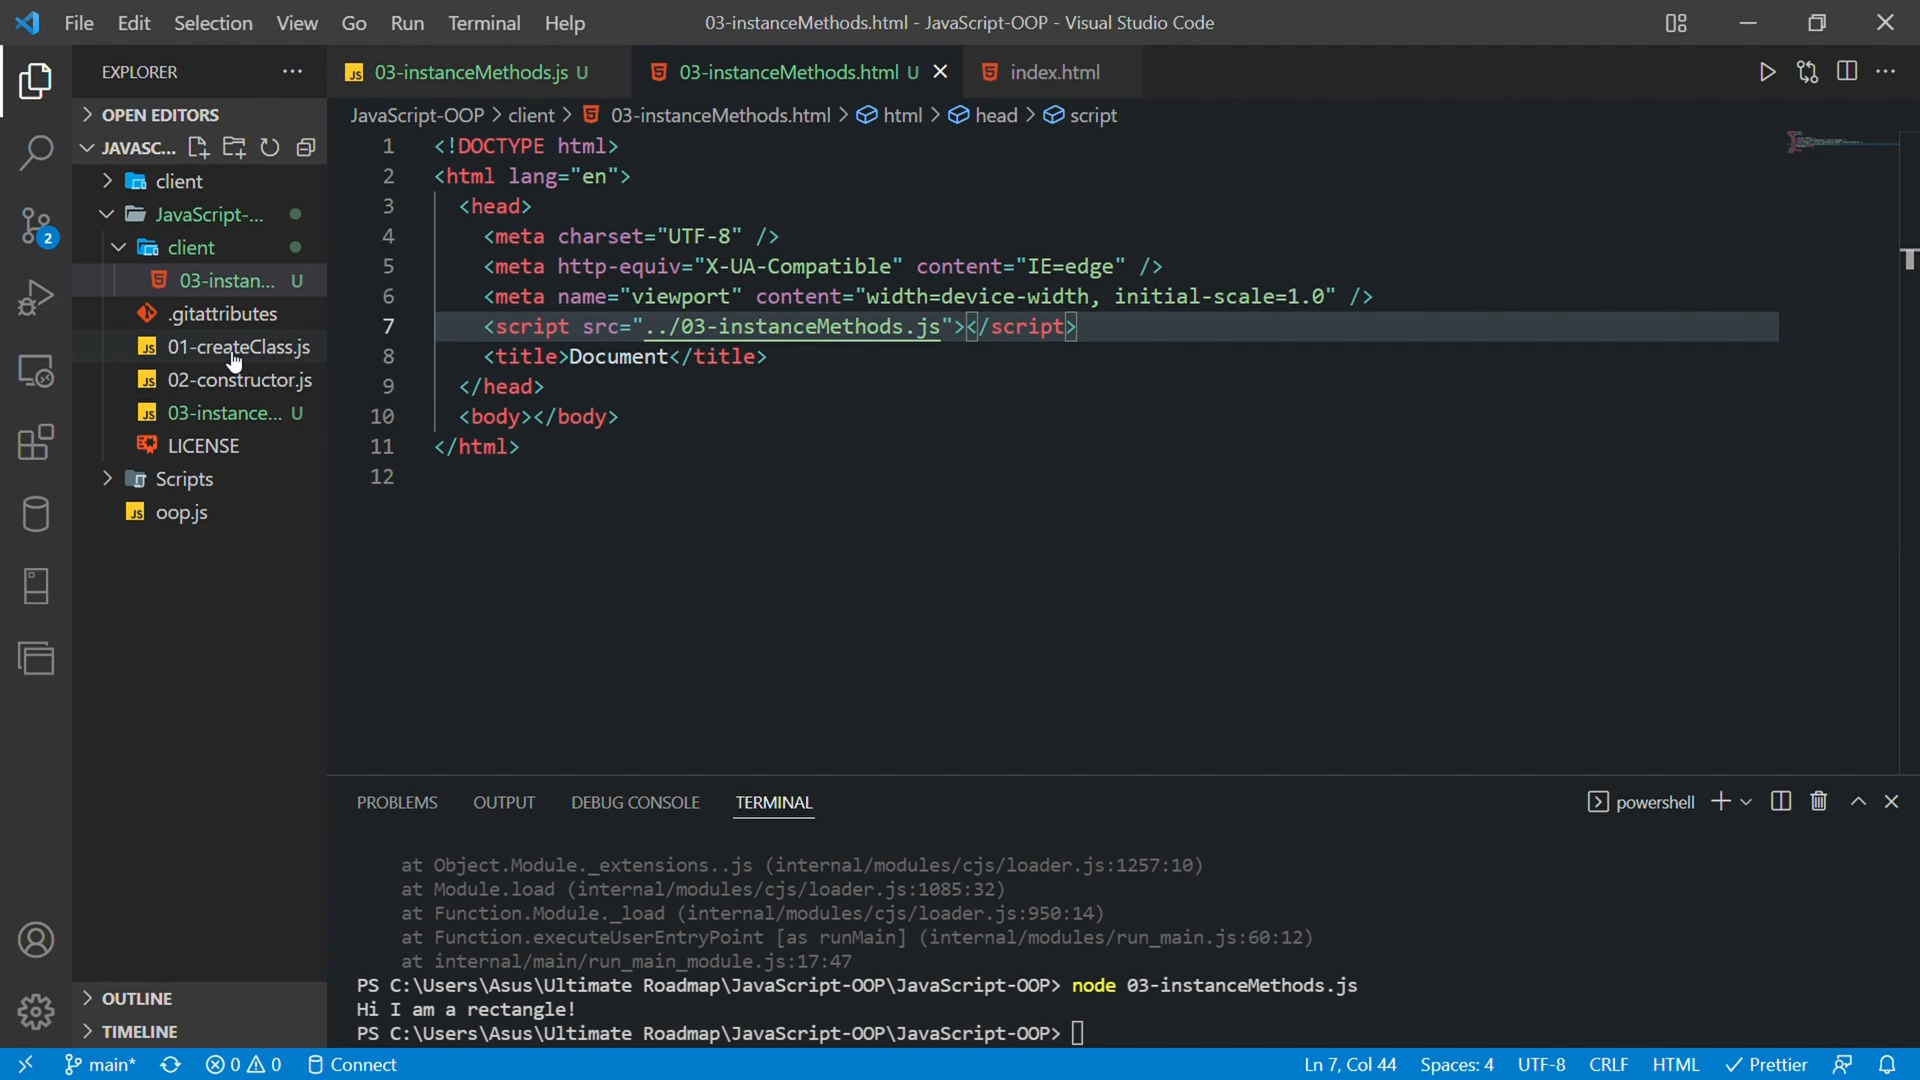 File Edit Selection View Go Run Terminal Help
03-instanceMethods.html - JavaScript-OOP - Visual Studio Code
EXPLORER
OPEN EDITORS
JAVASC...
client
JavaScript-...
client
03-instan... U
.gitattributes
01-createClass.js
02-constructor.js
03-instance... U
LICENSE
Scripts
oop.js
OUTLINE
TIMELINE
2
JS 03-instanceMethods.js U
03-instanceMethods.html U
index.html
JavaScript-OOP > client > 03-instanceMethods.html > html > head > script
1 <!DOCTYPE html>
2 <html lang="en">
3 <head>
4 <meta charset="UTF-8" />
5 <meta http-equiv="X-UA-Compatible" content="IE=edge" />
6 <meta name="viewport" content="width=device-width, initial-scale=1.0" />
7 <script src="../03-instanceMethods.js"></script>
8 <title>Document</title>
9 </head>
10 <body></body>
11 </html>
12
PROBLEMS OUTPUT DEBUG CONSOLE TERMINAL
powershell
at Object.Module._extensions..js (internal/modules/cjs/loader.js:1257:10)
at Module.load (internal/modules/cjs/loader.js:1085:32)
at Function.Module._load (internal/modules/cjs/loader.js:950:14)
at Function.executeUserEntryPoint [as runMain] (internal/modules/run_main.js:60:12)
at internal/main/run_main_module.js:17:47
PS C:\Users\Asus\Ultimate Roadmap\JavaScript-OOP\JavaScript-OOP> node 03-instanceMethods.js
Hi I am a rectangle!
PS C:\Users\Asus\Ultimate Roadmap\JavaScript-OOP\JavaScript-OOP>
main* 0 0 Connect
Ln 7, Col 44 Spaces: 4 UTF-8 CRLF HTML Prettier